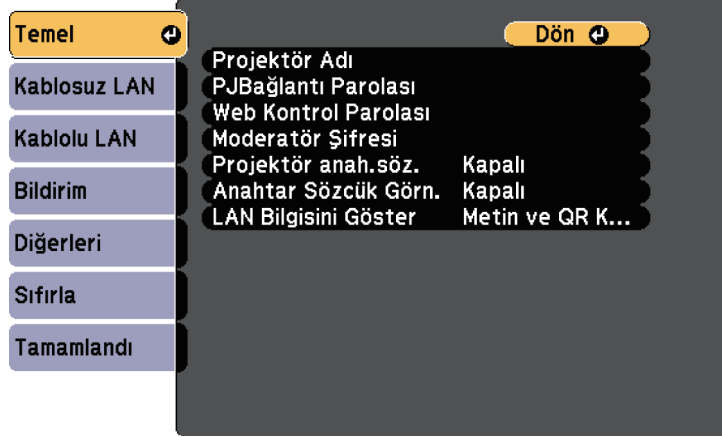 Temel
Kablosuz LAN
Kablolu LAN
Bildirim
Diğerleri
Sıfırla
Tamamlandı
Dön
Projektör Adı
PJBağlantı Parolası
Web Kontrol Parolası
Moderatör Şifresi
Projektör anah.söz. Kapalı
Anahtar Sözcük Görn. Kapalı
LAN Bilgisini Göster Metin ve QR K...